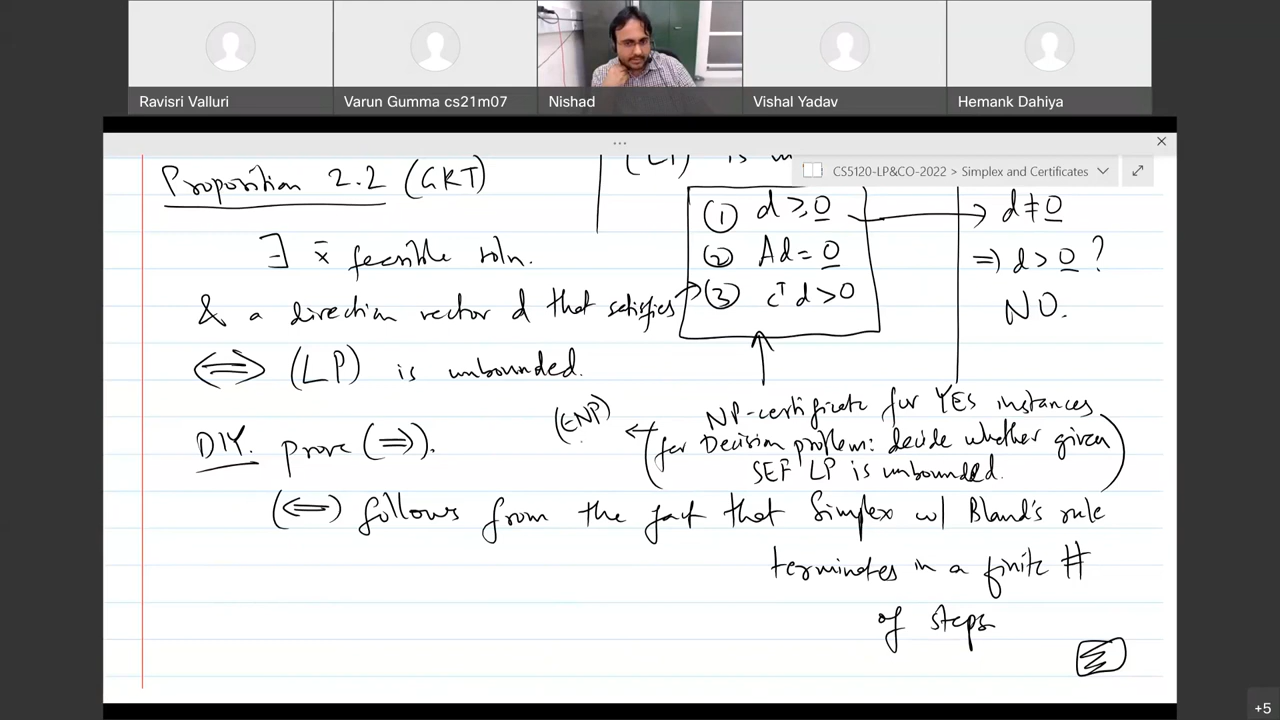 Ravisri Valluri
Varun Gumma cs21m07
Nishad
Vishal Yadav
Hemank Dahiya
CS5120-LP&CO-2022 > Simplex and Certificates
Proposition 2.2 (GKT)
(LP) is
① d ≥ 0
→ d ≠ 0
② Ad = 0
⇒ d > 0 ?
③ cᵀd > 0
NO.
∃ x̄ feasible soln.
& a direction vector d that satisfies
⇔ (LP) is unbounded.
NP-certificate for YES instances
(ENP) ← (for Decision problem: decide whether given
SEF LP is unbounded.)
DIY. prove (⇒).
(⇐) follows from the fact that Simplex w/ Bland's rule
terminates in a finite #
of steps
+5